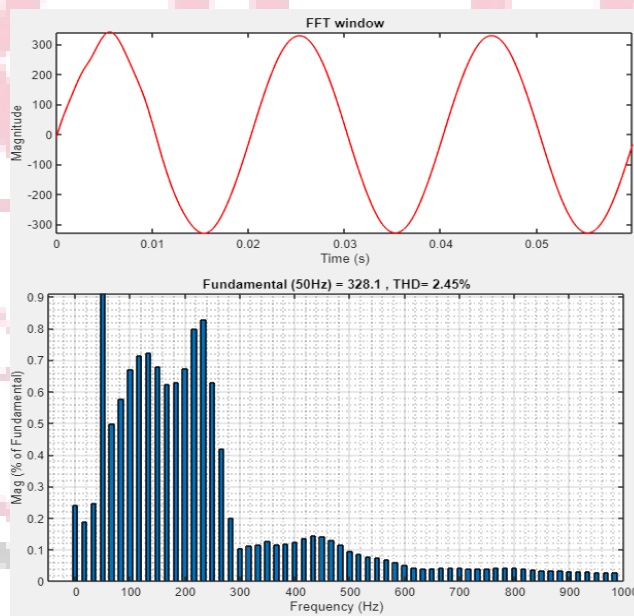 FFT window
300
200
100
0
-100
-200
-300
Magnitude
0 0.01 0.02 0.03 0.04 0.05
Time (s)
Fundamental (50Hz) = 328.1 , THD= 2.45%
0.9
0.8
0.7
0.6
0.5
0.4
0.3
0.2
0.1
0
Mag (% of Fundamental)
0 100 200 300 400 500 600 700 800 900 1000
Frequency (Hz)